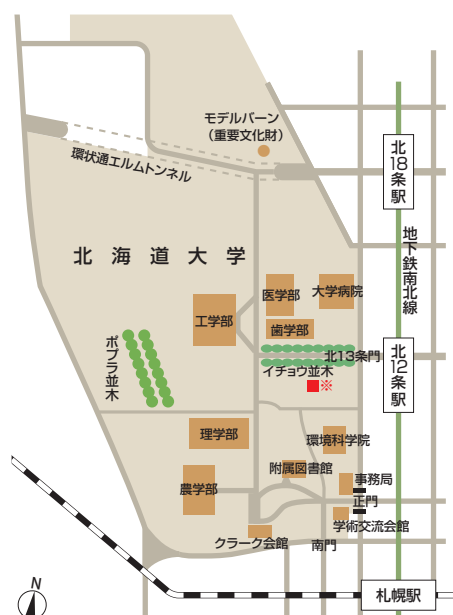 モデルバーン
（重要文化財）
環状通エルムトンネル
北18条駅
地下鉄南北線
北海道大学
医学部
大学病院
工学部
歯学部
ポプラ並木
北13条門
イチョウ並木
※
北12条駅
理学部
環境科学院
附属図書館
農学部
事務局
正門
学術交流会館
クラーク会館
南門
札幌駅
N